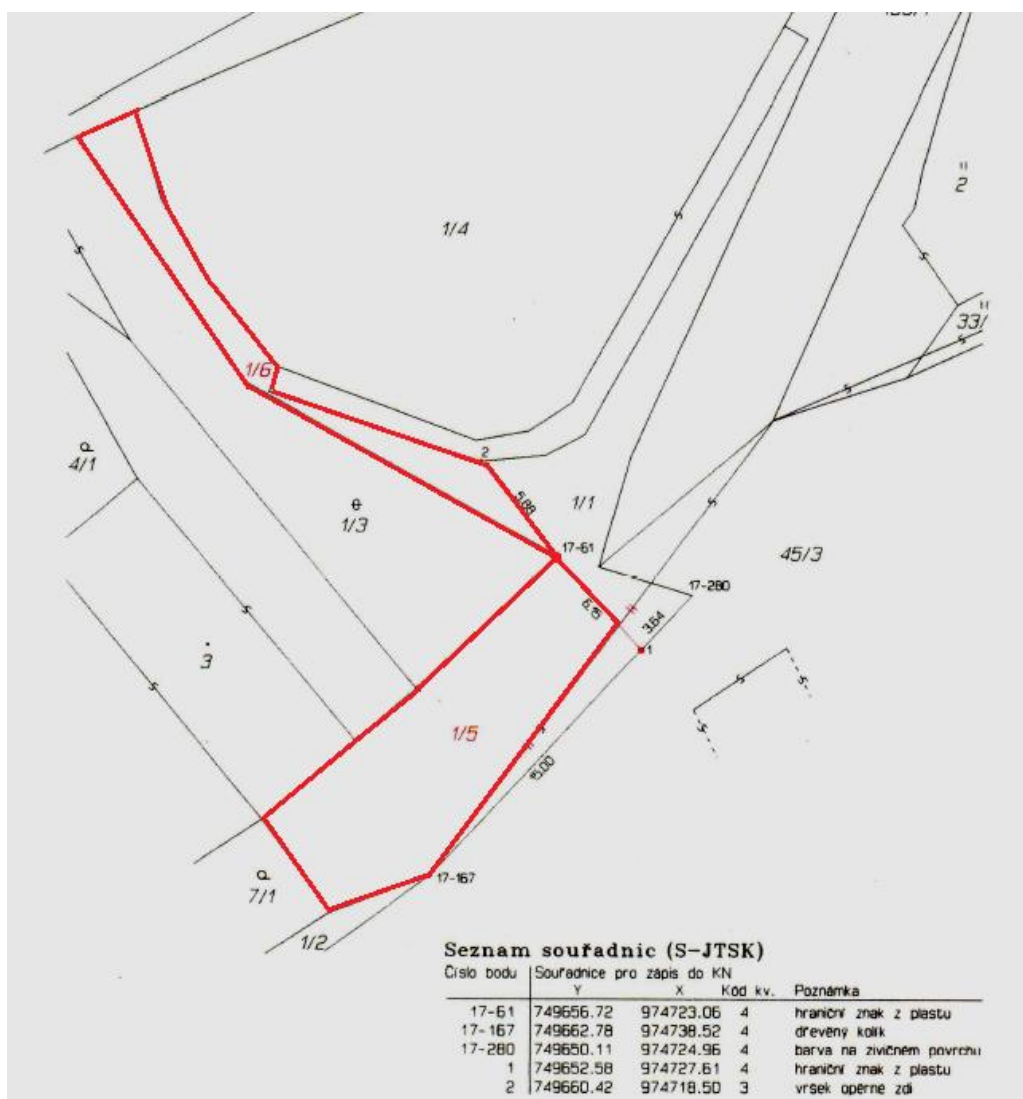 1/4
2
33/
1/6
2
4/1
5.88
1/1
1/3
17-61
45/3
17-280
6.15
3.64
1
3
1/5
15.00
17-167
7/1
1/2
Seznam souřadnic (S-JTSK)
Číslo bodu Souřadnice pro zápis do KN
Y X Kód kv. Poznámka
17-61 749656.72 974723.06 4 hraniční znak z plastu
17-167 749662.78 974738.52 4 dřevěný kolík
17-280 749650.11 974724.96 4 barva na živičném povrchu
1 749652.58 974727.61 4 hraniční znak z plastu
2 749660.42 974718.50 3 vršek opěrné zdi